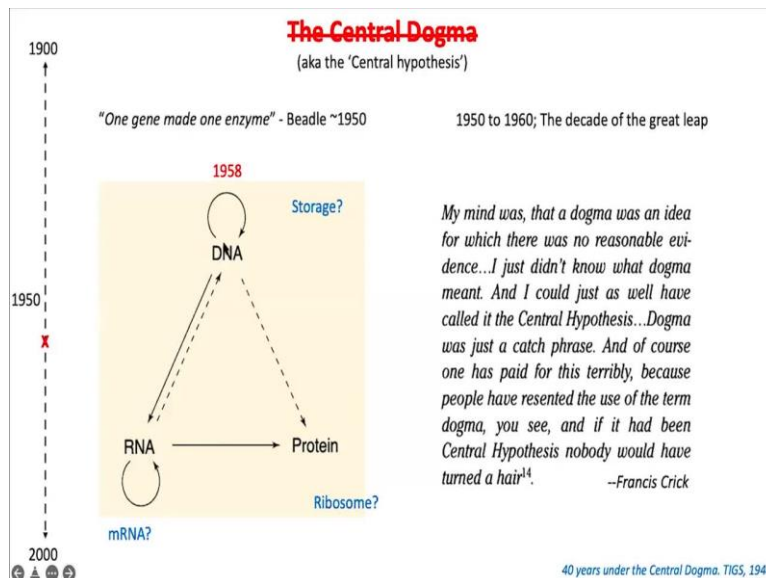 The Central Dogma
(aka the ‘Central hypothesis’)
1900
“One gene made one enzyme” - Beadle ~1950
1950 to 1960; The decade of the great leap
1958
Storage?
DNA
1950
X
RNA
Protein
Ribosome?
mRNA?
2000
My mind was, that a dogma was an idea
for which there was no reasonable evi-
dence...I just didn’t know what dogma
meant. And I could just as well have
called it the Central Hypothesis...Dogma
was just a catch phrase. And of course
one has paid for this terribly, because
people have resented the use of the term
dogma, you see, and if it had been
Central Hypothesis nobody would have
turned a hair14.
--Francis Crick
40 years under the Central Dogma. TIGS, 194